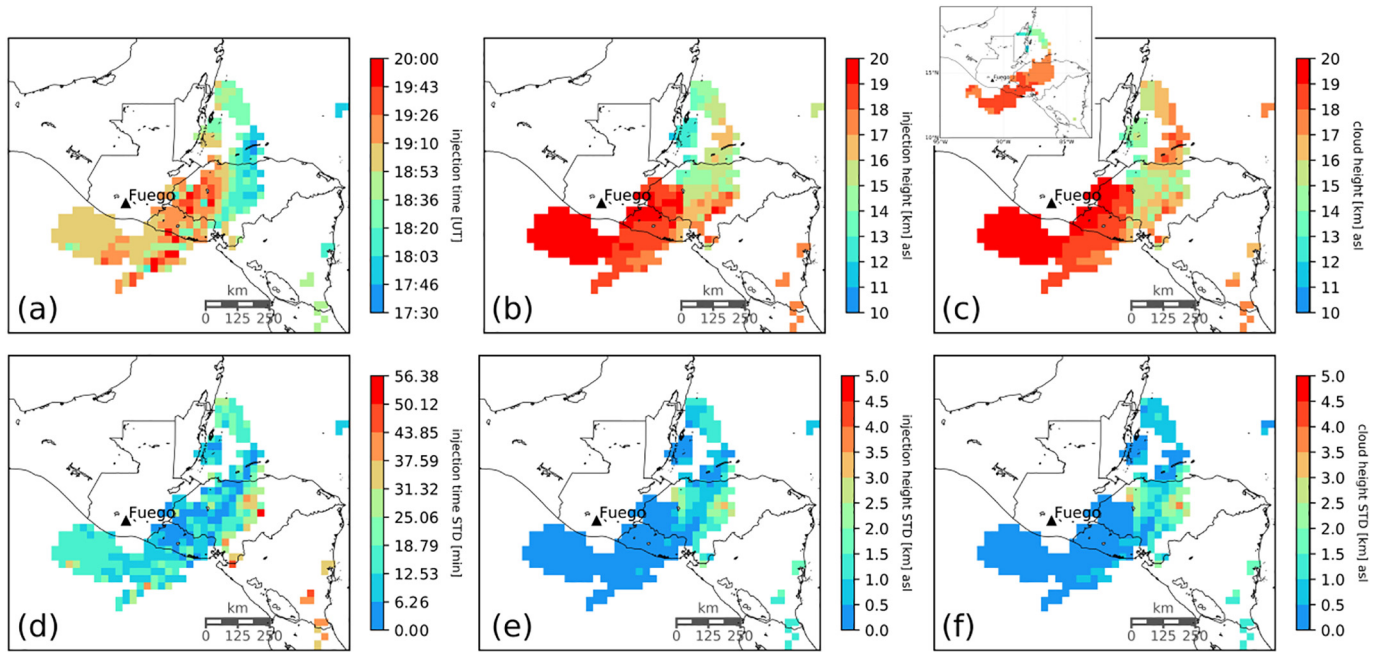 20:00
19:43
19:26
19:10
18:53
18:36
18:20
18:03
17:46
17:30
injection time [UT]
Fuego
km
0 125 250
(a)
20
19
18
17
16
15
14
13
12
11
10
injection height [km] asl
Fuego
km
0 125 250
(b)
15°N
10°N
95°W
90°W
85°W
Fuego
20
19
18
17
16
15
14
13
12
11
10
cloud height [km] asl
Fuego
km
0 125 250
(c)
56.38
50.12
43.85
37.59
31.32
25.06
18.79
12.53
6.26
0.00
injection time STD [min]
Fuego
km
0 125 250
(d)
5.0
4.5
4.0
3.5
3.0
2.5
2.0
1.5
1.0
0.5
0.0
injection height STD [km] asl
Fuego
km
0 125 250
(e)
5.0
4.5
4.0
3.5
3.0
2.5
2.0
1.5
1.0
0.5
0.0
cloud height STD [km] asl
Fuego
km
0 125 250
(f)